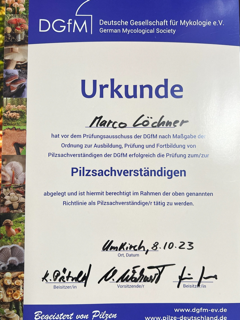 DGfM
Deutsche Gesellschaft für Mykologie e.V.
German Mycological Society
Urkunde
Marco Löchner
hat vor dem Prüfungsausschuss der DGfM nach Maßgabe der
Ordnung zur Ausbildung, Prüfung und Fortbildung von
Pilzsachverständigen der DGfM erfolgreich die Prüfung zum/zur
Pilzsachverständigen
abgelegt und ist hiermit berechtigt im Rahmen der oben genannten
Richtlinie als Pilzsachverständige/r tätig zu werden.
Umkirch, 8.10.23
Ort, Datum
Beisitzer/in
Vorsitzende/r
Beisitzer/in
Begeistert von Pilzen
www.dgfm-ev.de
www.pilze-deutschland.de